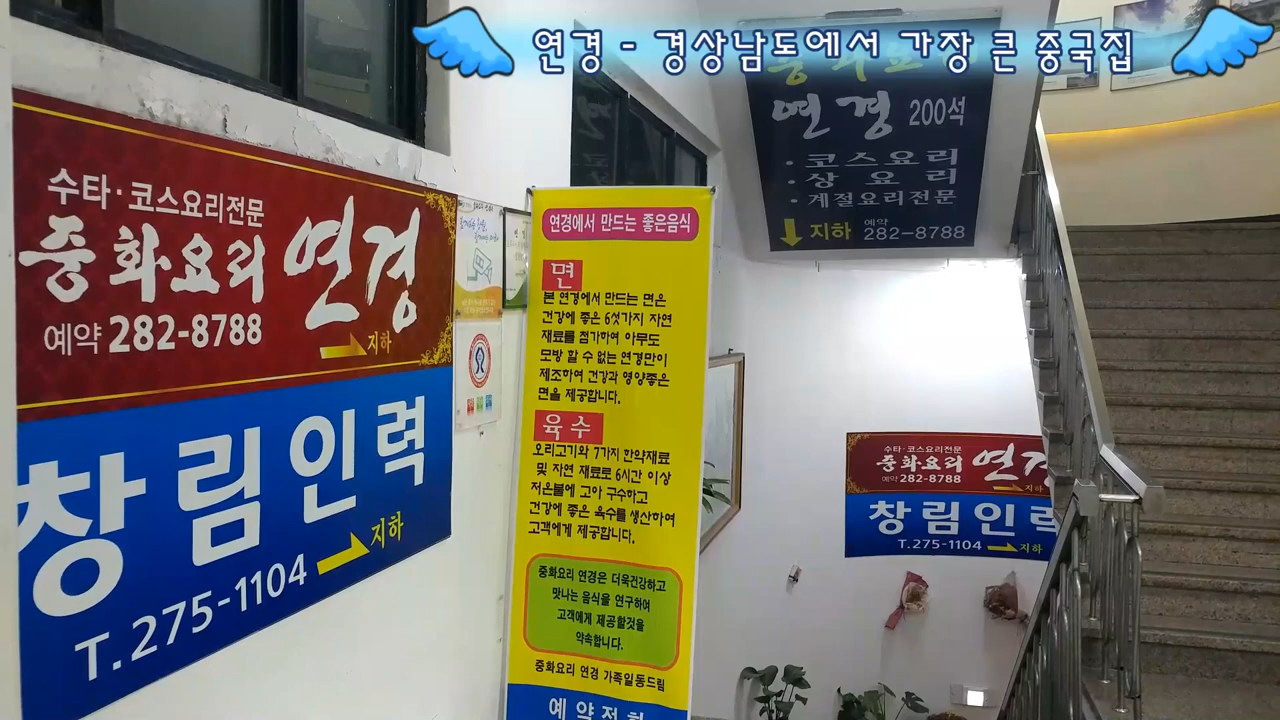 연경 - 경상남도에서 가장 큰 중국집
수타·코스요리전문
중화요리 연경
예약 282-8788
지하
창림인력
T.275-1104
지하
연경에서 만드는 좋은음식
면
본 연경에서 만드는 면은
건강에 좋은 6섯가지 자연
재료를 첨가하여 아무도
모방 할 수 없는 연경만이
제조하여 건강과 영양좋은
면을 제공합니다.
육수
오리고기와 7가지 한약재료
및 자연 재료로 6시간 이상
저온불에 고아 구수하고
건강에 좋은 육수를 생산하여
고객에게 제공합니다.
중화요리 연경은 더욱건강하고
맛나는 음식을 연구하여
고객에게 제공할것을
약속합니다.
중화요리 연경 가족일동드림
예약전화
중화요리
연경 200석
·코스요리
·상요리
·계절요리전문
지하 예약 282-8788
수타·코스요리전문
중화요리 연경
예약 282-8788
지하
창림인력
T.275-1104
지하